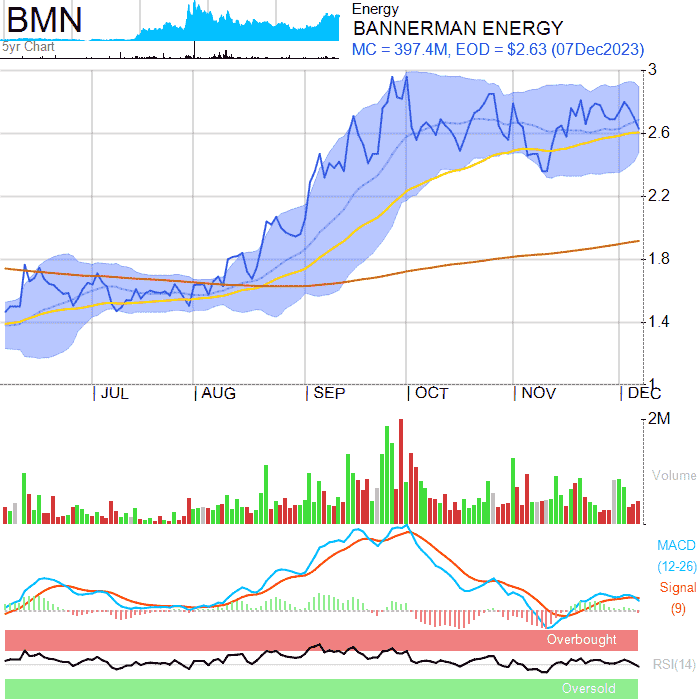 BMN
5yr Chart
Energy
BANNERMAN ENERGY
MC = 397.4M, EOD = $2.63 (07Dec2023)
3
2.6
2.2
1.8
1.4
1
JUL AUG SEP OCT NOV DEC
2M
Volume
MACD
(12-26)
Signal
(9)
Overbought
RSI(14)
Oversold